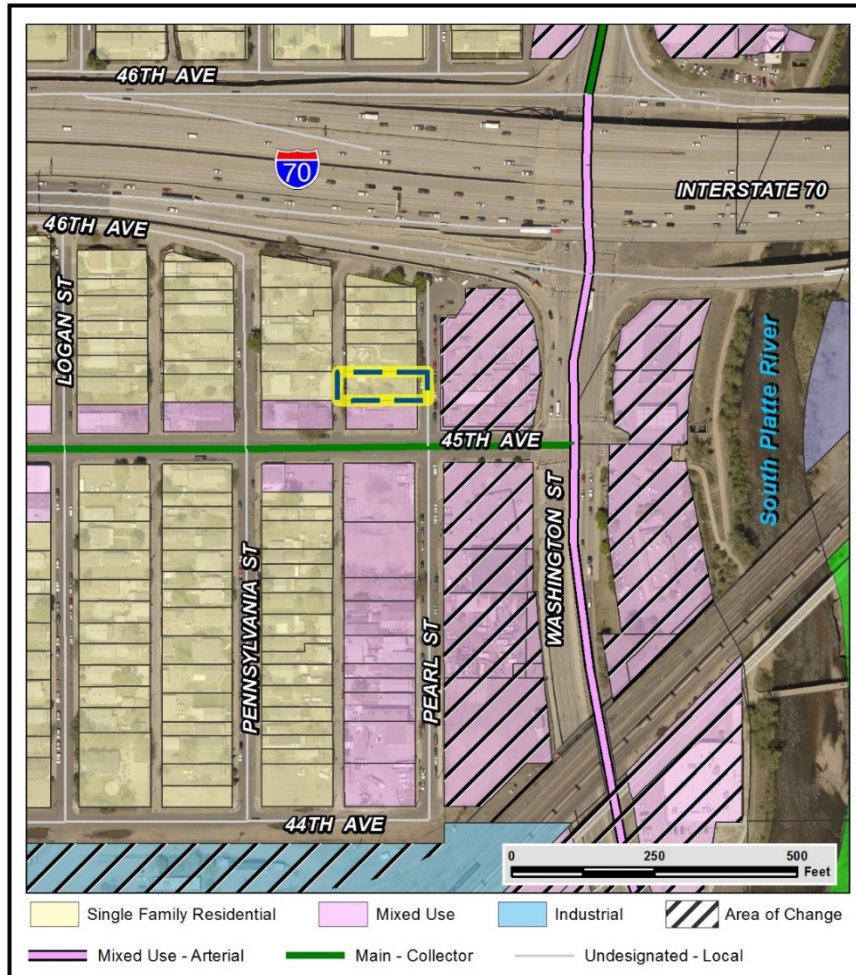 46TH AVE
70
INTERSTATE 70
46TH AVE
LOGAN ST
45TH AVE
South Platte River
WASHINGTON ST
PENNSYLVANIA ST
PEARL ST
44TH AVE
0 250 500
Feet
Single Family Residential Mixed Use Industrial Area of Change
Mixed Use - Arterial Main - Collector Undesignated - Local